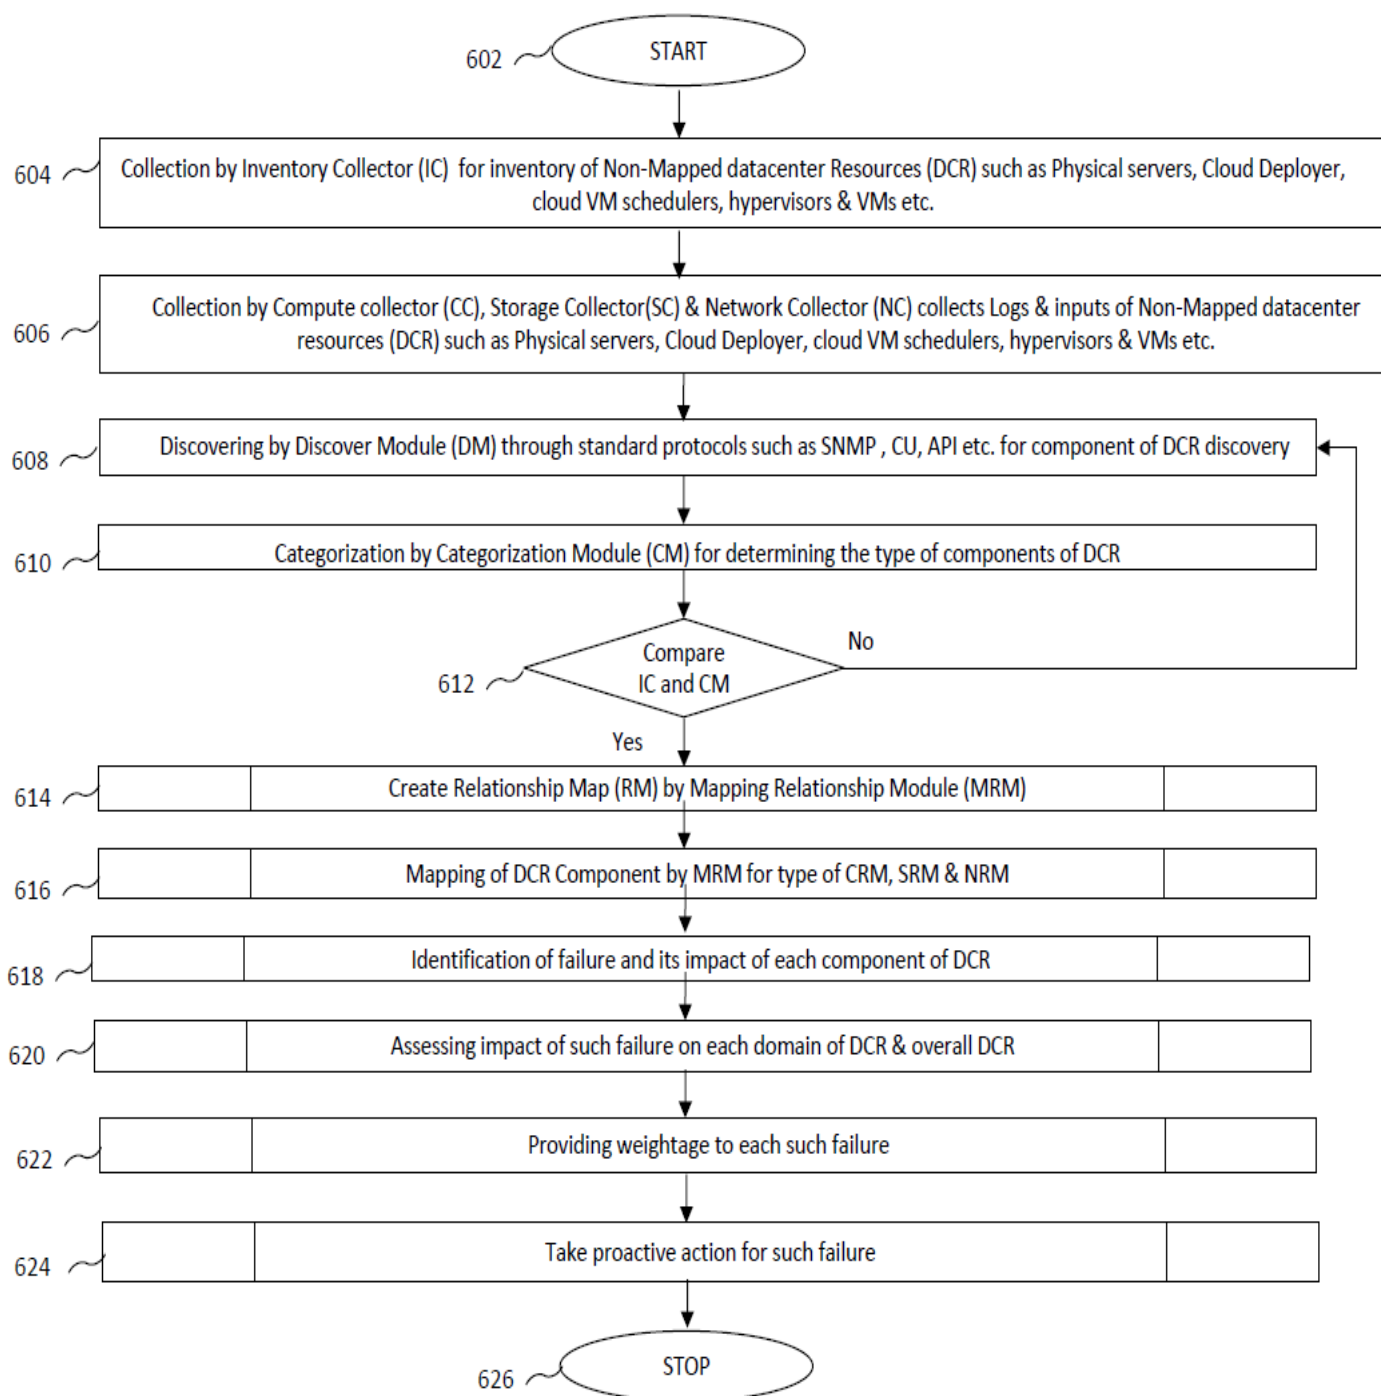 START
602
Collection by Inventory Collector (IC) for inventory of Non-Mapped datacenter Resources (DCR) such as Physical servers, Cloud Deployer,
cloud VM schedulers, hypervisors & VMs etc.
604
Collection by Compute collector (CC), Storage Collector(SC) & Network Collector (NC) collects Logs & inputs of Non-Mapped datacenter
resources (DCR) such as Physical servers, Cloud Deployer, cloud VM schedulers, hypervisors & VMs etc.
606
Discovering by Discover Module (DM) through standard protocols such as SNMP , CU, API etc. for component of DCR discovery
608
Categorization by Categorization Module (CM) for determining the type of components of DCR
610
Compare
IC and CM
No
612
Yes
Create Relationship Map (RM) by Mapping Relationship Module (MRM)
614
Mapping of DCR Component by MRM for type of CRM, SRM & NRM
616
Identification of failure and its impact of each component of DCR
618
Assessing impact of such failure on each domain of DCR & overall DCR
620
Providing weightage to each such failure
622
Take proactive action for such failure
624
STOP
626